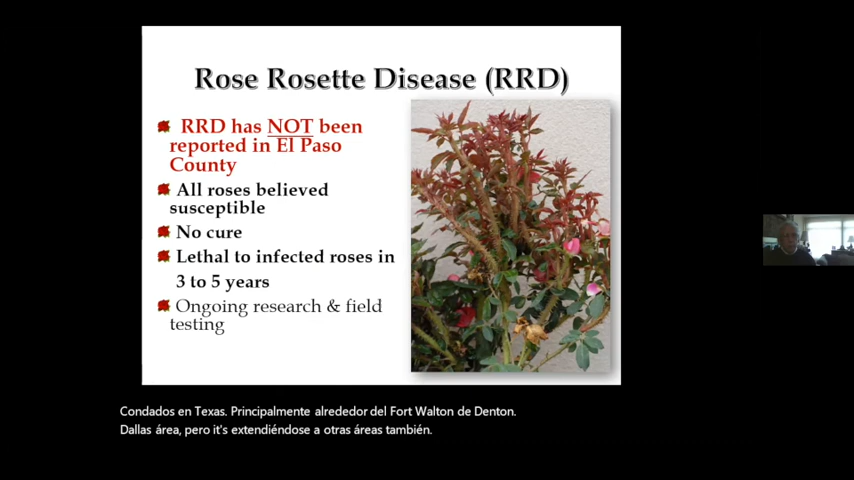 Rose Rosette Disease (RRD)
RRD has NOT been
reported in El Paso
County
All roses believed
susceptible
No cure
Lethal to infected roses in
3 to 5 years
Ongoing research & field
testing
Condados en Texas. Principalmente alrededor del Fort Walton de Denton.
Dallas área, pero it's extendiéndose a otras áreas también.